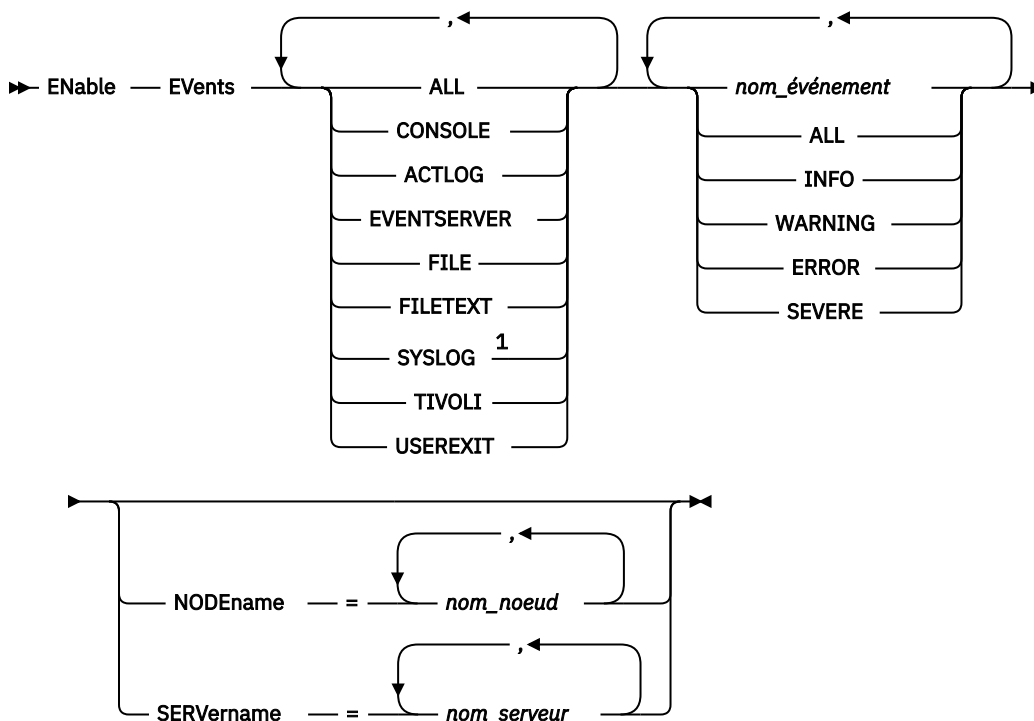 , ,
ENable EVents ALL nom_événement
CONSOLE ALL
ACTLOG INFO
EVENTSERVER WARNING
FILE ERROR
FILETEXT SEVERE
SYSLOG 1
TIVOLI
USEREXIT
,
NODEname = nom_noeud
,
SERVername = nom_serveur